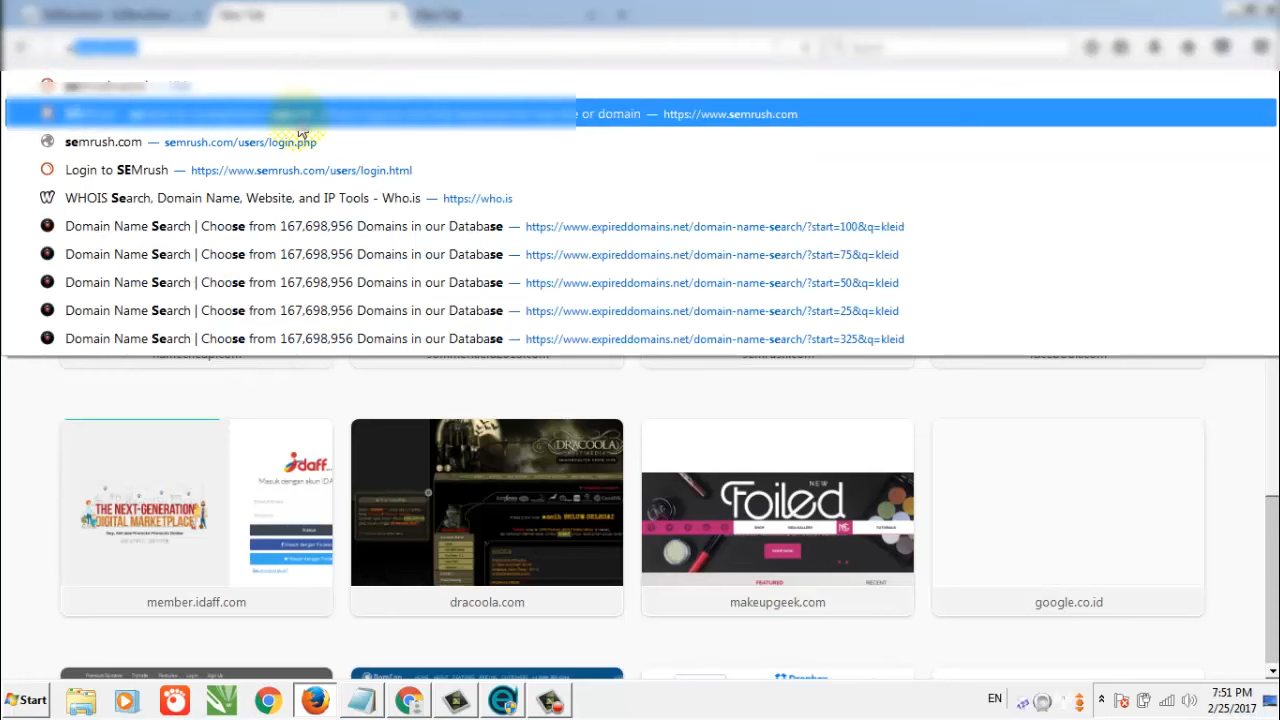 or domain — https://www.semrush.com
semrush.com — semrush.com/users/login.php
Login to SEMrush — https://www.semrush.com/users/login.html
WHOIS Search, Domain Name, Website, and IP Tools - Who.is — https://who.is
Domain Name Search | Choose from 167,698,956 Domains in our Database — https://www.expireddomains.net/domain-name-search/?start=100&q=kleid
Domain Name Search | Choose from 167,698,956 Domains in our Database — https://www.expireddomains.net/domain-name-search/?start=75&q=kleid
Domain Name Search | Choose from 167,698,956 Domains in our Database — https://www.expireddomains.net/domain-name-search/?start=50&q=kleid
Domain Name Search | Choose from 167,698,956 Domains in our Database — https://www.expireddomains.net/domain-name-search/?start=25&q=kleid
Domain Name Search | Choose from 167,698,956 Domains in our Database — https://www.expireddomains.net/domain-name-search/?start=325&q=kleid
idaff
Masuk dengan akun IDA
THE NEXT-GENERATION
DIGITAL MARKETPLACE
DRACOOLA
NEW
Foiled
FEATURED RECENT
member.idaff.com
dracoola.com
makeupgeek.com
google.co.id
Dropbox
Start
EN
7:51 PM
2/25/2017